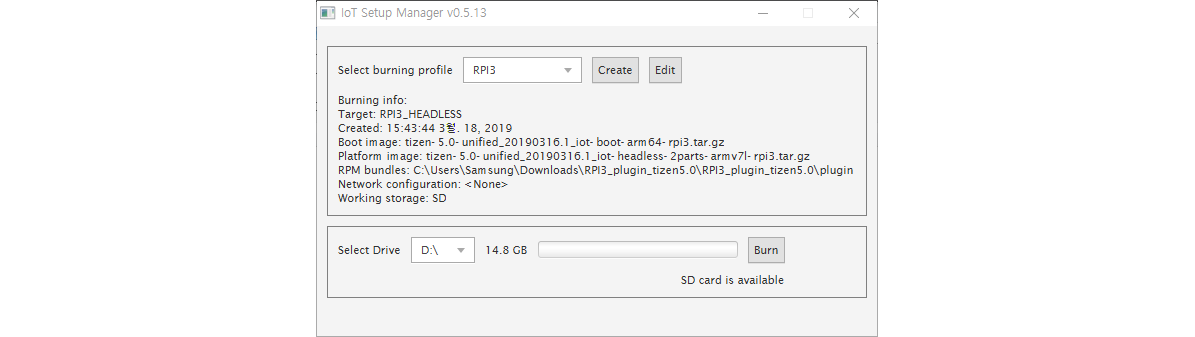 IoT Setup Manager v0.5.13
Select burning profile RPI3 Create Edit
Burning info:
Target: RPI3_HEADLESS
Created: 15:43:44 3월. 18, 2019
Boot image: tizen-5.0-unified_20190316.1_iot-boot-arm64-rpi3.tar.gz
Platform image: tizen-5.0-unified_20190316.1_iot-headless-2parts-armv7l-rpi3.tar.gz
RPM bundles: C:\Users\Samsung\Downloads\RPI3_plugin_tizen5.0\RPI3_plugin_tizen5.0\plugin
Network configuration: <None>
Working storage: SD
Select Drive D:\ 14.8 GB Burn
SD card is available